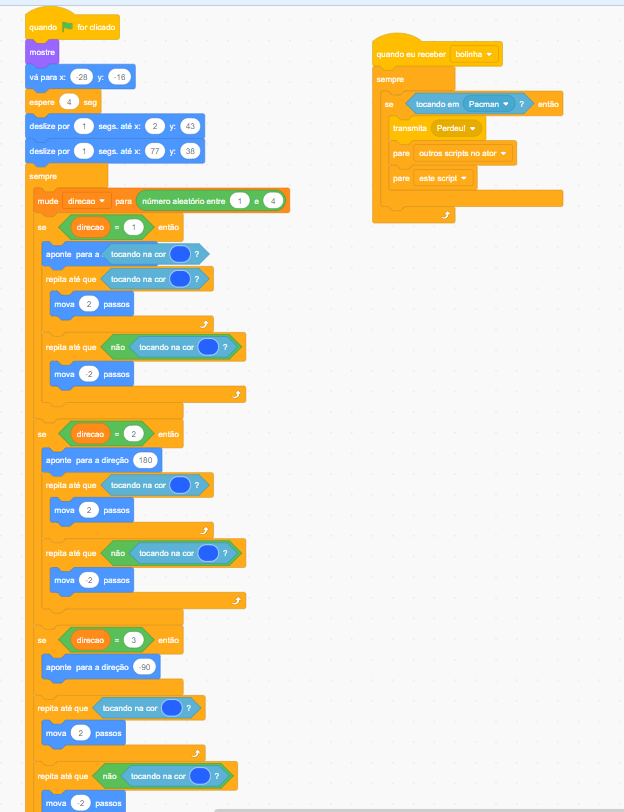 quando for clicado
mostre
vá para x: -28 y: -16
espere 4 seg
deslize por 1 segs. até x: 2 y: 43
deslize por 1 segs. até x: 77 y: 38
sempre
mude direcao para número aleatório entre 1 e 4
se direcao = 1 então
aponte para a tocando na cor ?
repita até que tocando na cor ?
mova 2 passos
repita até que não tocando na cor ?
mova -2 passos
se direcao = 2 então
aponte para a direção 180
repita até que tocando na cor ?
mova 2 passos
repita até que não tocando na cor ?
mova -2 passos
se direcao = 3 então
aponte para a direção -90
repita até que tocando na cor ?
mova 2 passos
repita até que não tocando na cor ?
mova -2 passos
quando eu receber bolinha
sempre
se tocando em Pacman ? então
transmita Perdeu!
pare outros scripts no ator
pare este script